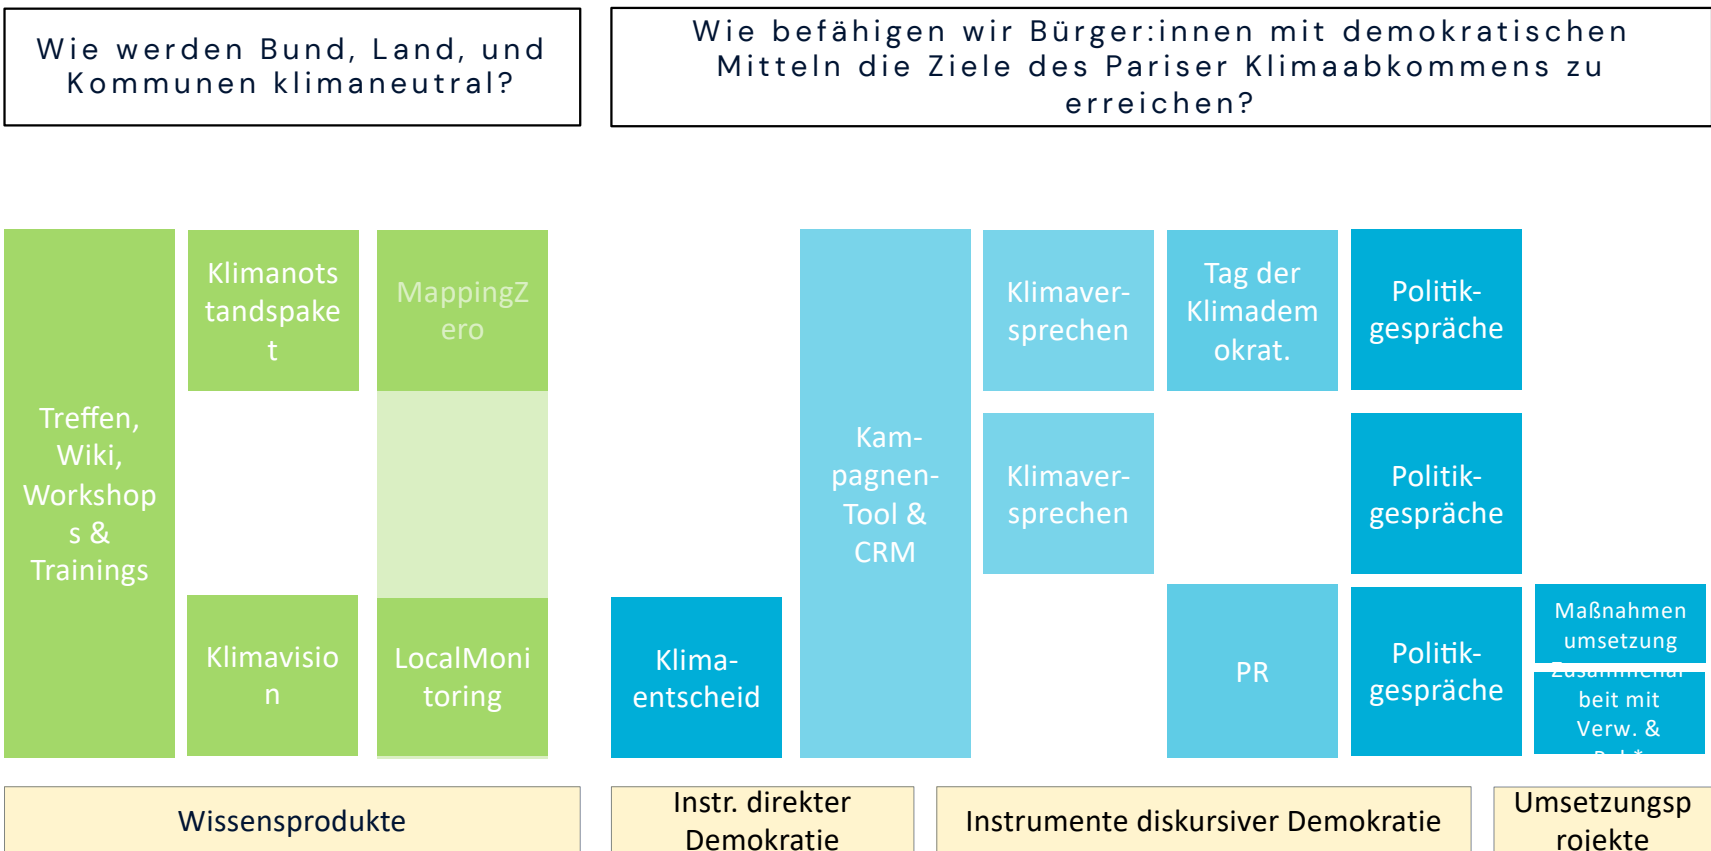 Wie werden Bund, Land, und
Kommunen klimaneutral?
Wie befähigen wir Bürger:innen mit demokratischen
Mitteln die Ziele des Pariser Klimaabkommens zu
erreichen?
Treffen,
Wiki,
Workshop
s &
Trainings
Klimanots
tandspake
t
MappingZ
ero
Klimavisio
n
LocalMoni
toring
Klima-
entscheid
Kam-
pagnen-
Tool &
CRM
Klimaver-
sprechen
Tag der
Klimadem
okrat.
Politik-
gespräche
Klimaver-
sprechen
Politik-
gespräche
PR
Politik-
gespräche
Maßnahmen
umsetzung
Zusammenar
beit mit
Verw. &
Wissensprodukte
Instr. direkter
Demokratie
Instrumente diskursiver Demokratie
Umsetzungsp
rojekte